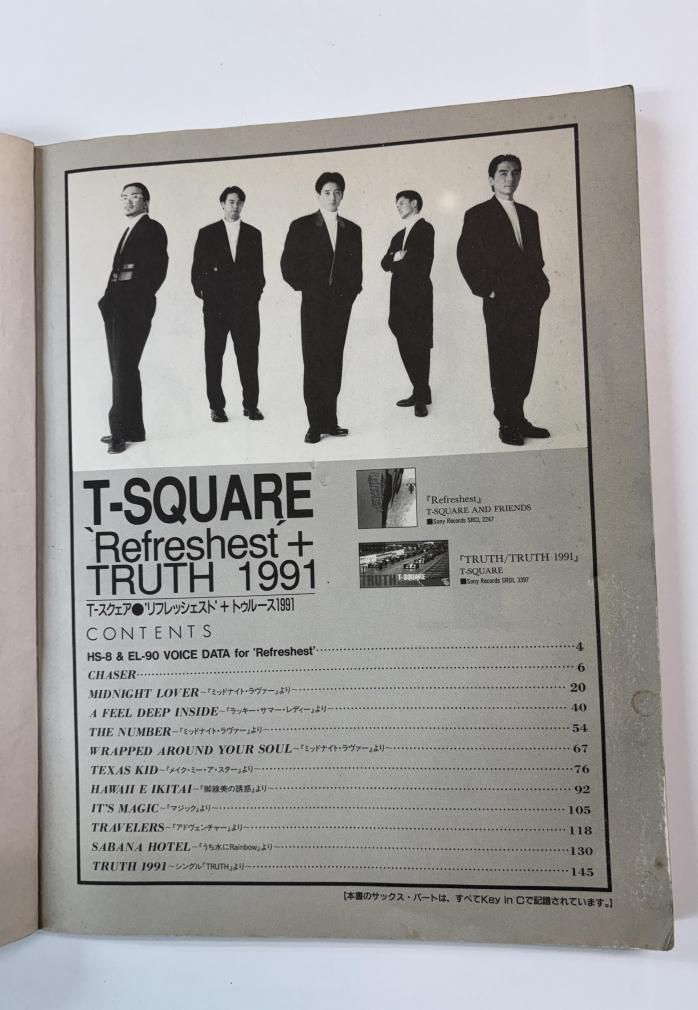 T-SQUARE
'Refreshest'+
TRUTH 1991
T-スクェア●'リフレッシェスト'+トゥルース1991
『Refreshest』
T-SQUARE AND FRIENDS
■Sony Records SRCL 2247
TRUTH T-SQUARE
『TRUTH/TRUTH 1991』
T-SQUARE
■Sony Records SRDL 3397
CONTENTS
HS-8 & EL-90 VOICE DATA for 'Refreshest'……4
CHASER……6
MIDNIGHT LOVER~『ミッドナイト・ラヴァー』より~……20
A FEEL DEEP INSIDE~『ラッキー・サマー・レディー』より~……40
THE NUMBER~『ミッドナイト・ラヴァー』より~……54
WRAPPED AROUND YOUR SOUL~『ミッドナイト・ラヴァー』より~……67
TEXAS KID~『メイク・ミー・ア・スター』より~……76
HAWAII E IKITAI~『脚線美の誘惑』より~……92
IT'S MAGIC~『マジック』より~……105
TRAVELERS~『アドヴェンチャー』より~……118
SABANA HOTEL~『うち水にRainbow』より~……130
TRUTH 1991~シングル「TRUTH」より~……145
【本書のサックス・パートは、すべてKey in Cで記譜されています。】